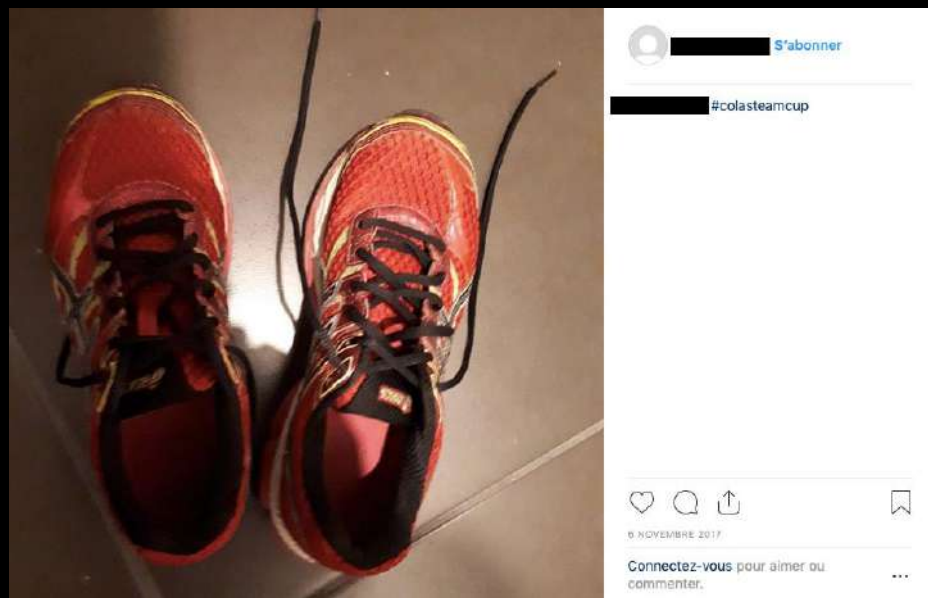 S'abonner
#colasteamcup
6 NOVEMBRE 2017
Connectez-vous pour aimer ou
commenter.